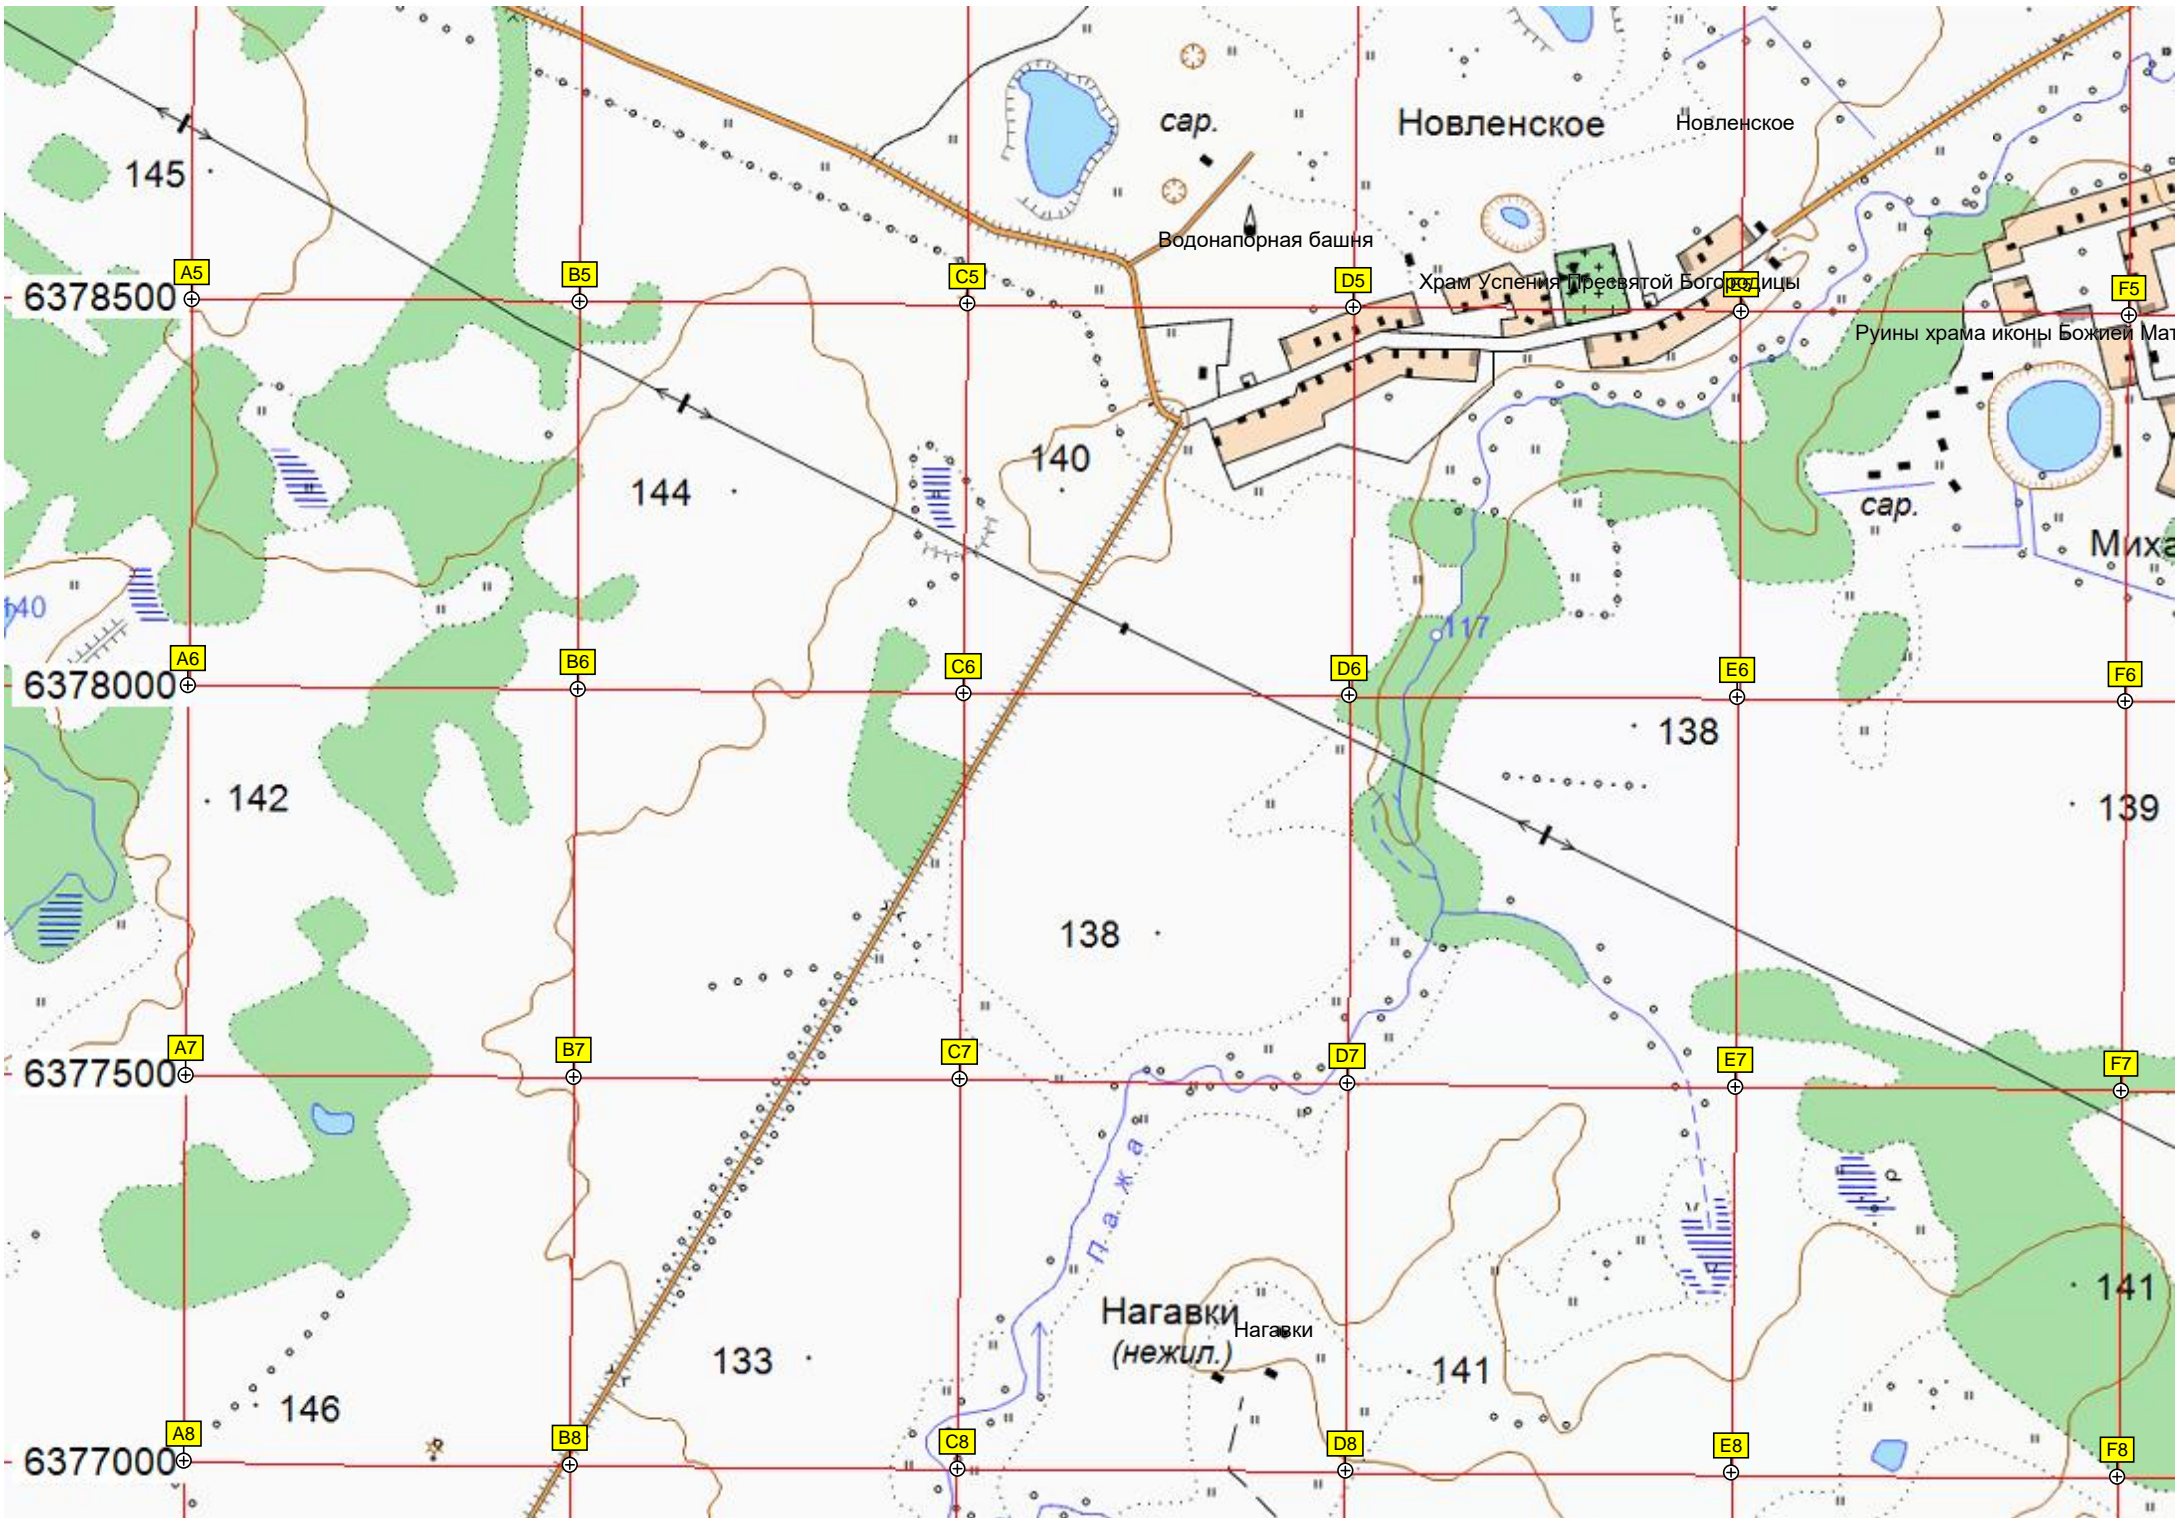 сар.
Новленское
Новленское
145
Водонапорная башня
A5
B5
C5
D5
Храм Успения Пресвятой Богородицы
F5
6378500
Руины храма иконы Божией Мат
140
144
сар.
Миха
140
117
A6
B6
C6
D6
E6
F6
6378000
138
142
139
138
A7
B7
C7
D7
E7
F7
6377500
Пажа
141
Нагавки
Нагавки
(нежил.)
133
141
146
A8
B8
C8
D8
E8
F8
6377000